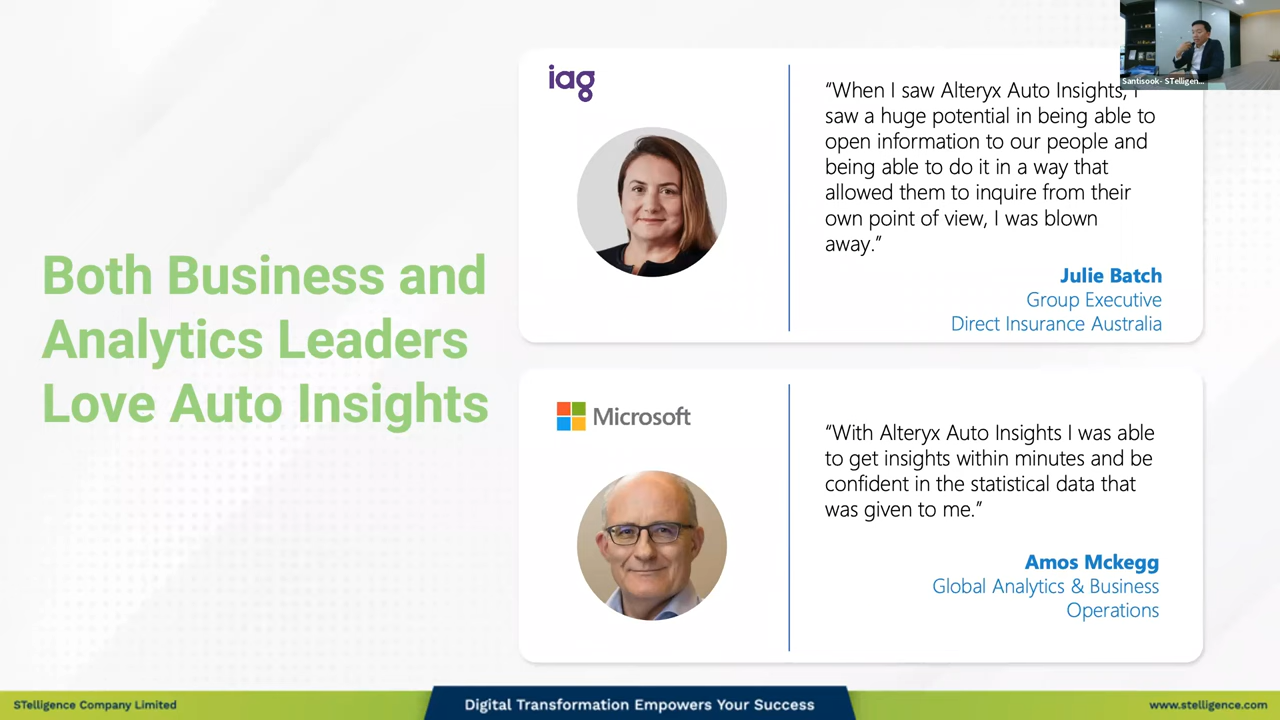 Both Business and
Analytics Leaders
Love Auto Insights
iag
“When I saw Alteryx Auto Insights, I
saw a huge potential in being able to
open information to our people and
being able to do it in a way that
allowed them to inquire from their
own point of view, I was blown
away.”
Julie Batch
Group Executive
Direct Insurance Australia
Microsoft
“With Alteryx Auto Insights I was able
to get insights within minutes and be
confident in the statistical data that
was given to me.”
Amos Mckegg
Global Analytics & Business
Operations
Santisook- STelligen...
STelligence Company Limited
Digital Transformation Empowers Your Success
www.stelligence.com